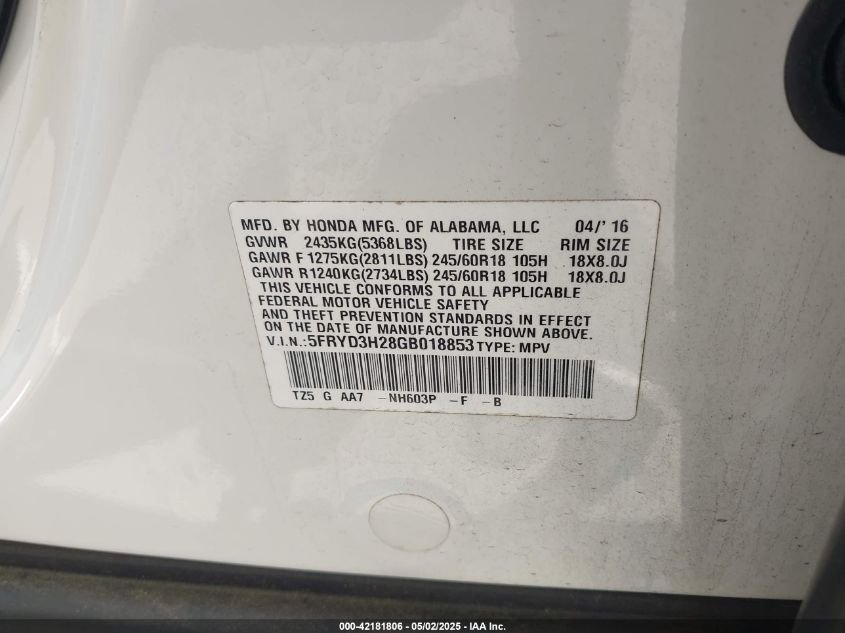 MFD. BY HONDA MFG. OF ALABAMA, LLC 04/' 16
GVWR 2435KG(5368LBS) TIRE SIZE RIM SIZE
GAWR F 1275KG(2811LBS) 245/60R18 105H 18X8.0J
GAWR R 1240KG(2734LBS) 245/60R18 105H 18X8.0J
THIS VEHICLE CONFORMS TO ALL APPLICABLE
FEDERAL MOTOR VEHICLE SAFETY
AND THEFT PREVENTION STANDARDS IN EFFECT
ON THE DATE OF MANUFACTURE SHOWN ABOVE.
V.I.N.:5FRYD3H28GB018853 TYPE: MPV
TZ5 G AA7 -NH603P -F -B
000-42181806 - 05/02/2025 - IAA Inc.